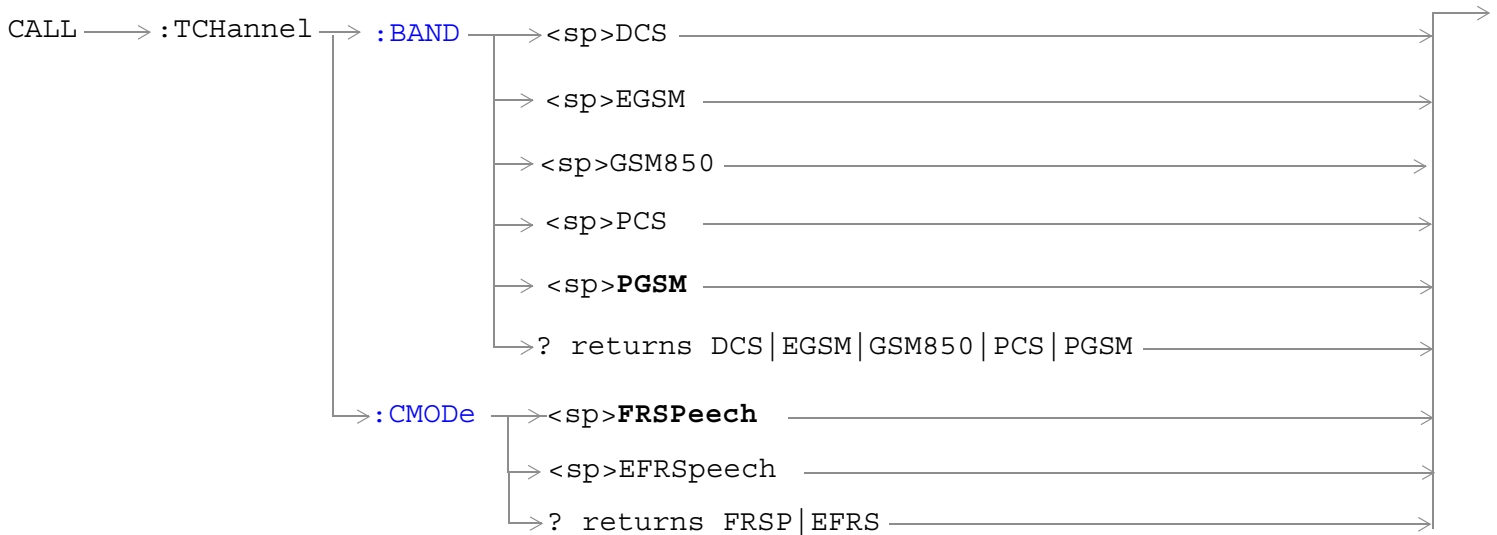 CALL :TCHannel :BAND <sp>DCS
<sp>EGSM
<sp>GSM850
<sp>PCS
<sp>PGSM
? returns DCS|EGSM|GSM850|PCS|PGSM
:CMODe <sp>FRSPeech
<sp>EFRSpeech
? returns FRSP|EFRS